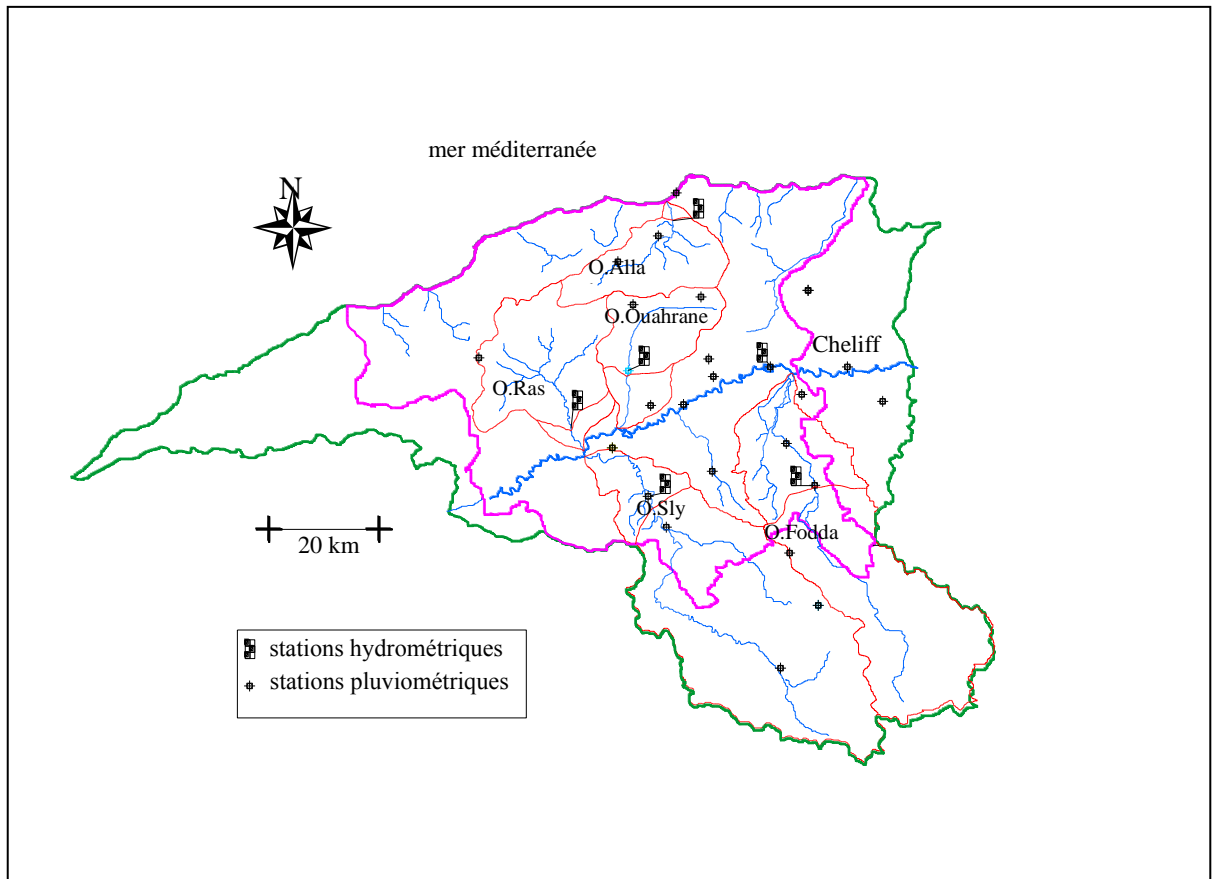 mer méditerranée
N
O.Alla
O.Ouahrane
Cheliff
O.Ras
O.Sly
O.Fodda
20 km
stations hydrométriques
stations pluviométriques